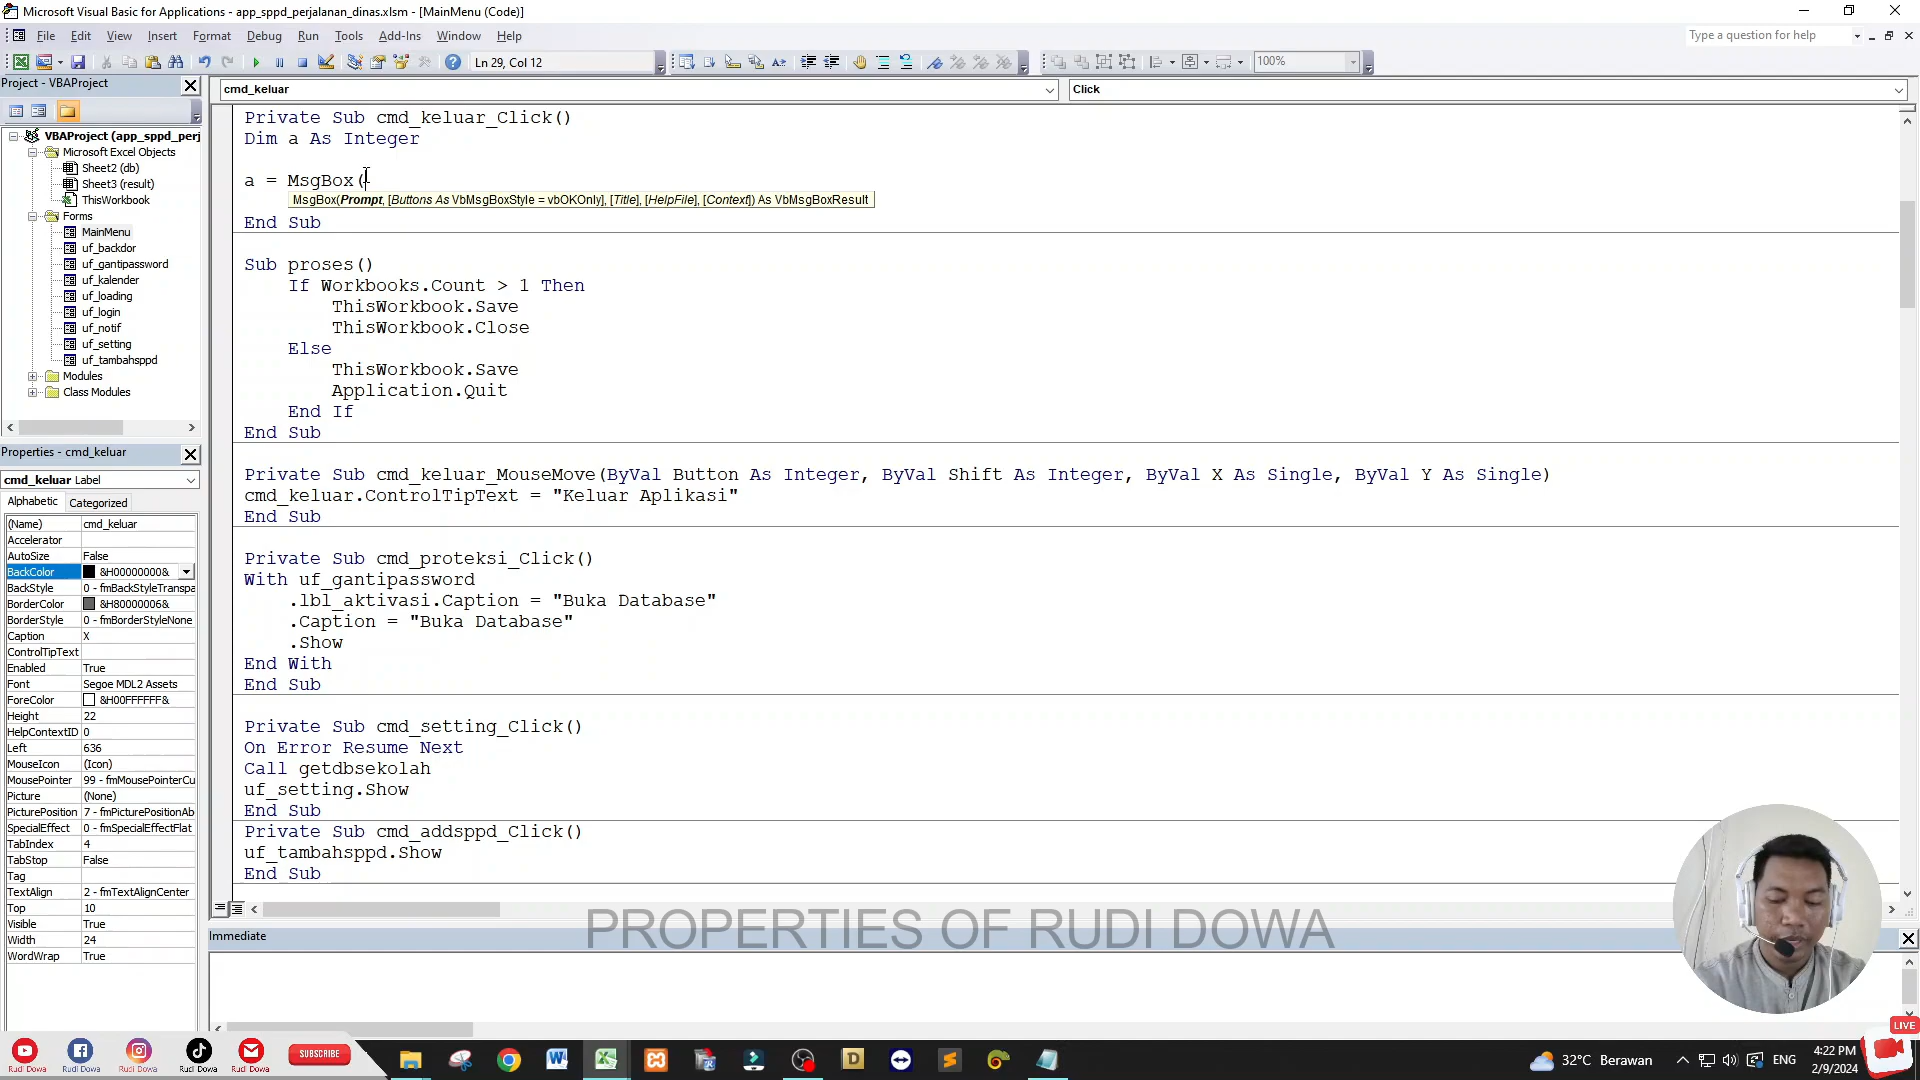 Microsoft Visual Basic for Applications - app_sppd_perjalanan_dinas.xlsm - [MainMenu (Code)]
File Edit View Insert Format Debug Run Tools Add-Ins Window Help
Type a question for help
Ln 29, Col 12
100%
Project - VBAProject
cmd_keluar
Click
VBAProject (app_sppd_perj
Microsoft Excel Objects
Sheet2 (db)
Sheet3 (result)
ThisWorkbook
Forms
MainMenu
uf_backdor
uf_gantipassword
uf_kalender
uf_loading
uf_login
uf_notif
uf_setting
uf_tambahsppd
Modules
Class Modules
Properties - cmd_keluar
cmd_keluar Label
Alphabetic Categorized
(Name) cmd_keluar
Accelerator
AutoSize False
BackColor &H00000000&
BackStyle 0 - fmBackStyleTranspa
BorderColor &H80000006&
BorderStyle 0 - fmBorderStyleNone
Caption X
ControlTipText
Enabled True
Font Segoe MDL2 Assets
ForeColor &H00FFFFFF&
Height 22
HelpContextID 0
Left 636
MouseIcon (Icon)
MousePointer 99 - fmMousePointerCu
Picture (None)
PicturePosition 7 - fmPicturePositionAb
SpecialEffect 0 - fmSpecialEffectFlat
TabIndex 4
TabStop False
Tag
TextAlign 2 - fmTextAlignCenter
Top 10
Visible True
Width 24
WordWrap True
Private Sub cmd_keluar_Click()
Dim a As Integer
a = MsgBox(
MsgBox(Prompt, [Buttons As VbMsgBoxStyle = vbOKOnly], [Title], [HelpFile], [Context]) As VbMsgBoxResult
End Sub
Sub proses()
If Workbooks.Count > 1 Then
ThisWorkbook.Save
ThisWorkbook.Close
Else
ThisWorkbook.Save
Application.Quit
End If
End Sub
Private Sub cmd_keluar_MouseMove(ByVal Button As Integer, ByVal Shift As Integer, ByVal X As Single, ByVal Y As Single)
cmd_keluar.ControlTipText = "Keluar Aplikasi"
End Sub
Private Sub cmd_proteksi_Click()
With uf_gantipassword
.lbl_aktivasi.Caption = "Buka Database"
.Caption = "Buka Database"
.Show
End With
End Sub
Private Sub cmd_setting_Click()
On Error Resume Next
Call getdbsekolah
uf_setting.Show
End Sub
Private Sub cmd_addsppd_Click()
uf_tambahsppd.Show
End Sub
PROPERTIES OF RUDI DOWA
Immediate
LIVE
Rudi Dowa Rudi Dowa Rudi Dowa Rudi Dowa Rudi Dowa
SUBSCRIBE
32°C Berawan
ENG
4:22 PM
2/9/2024